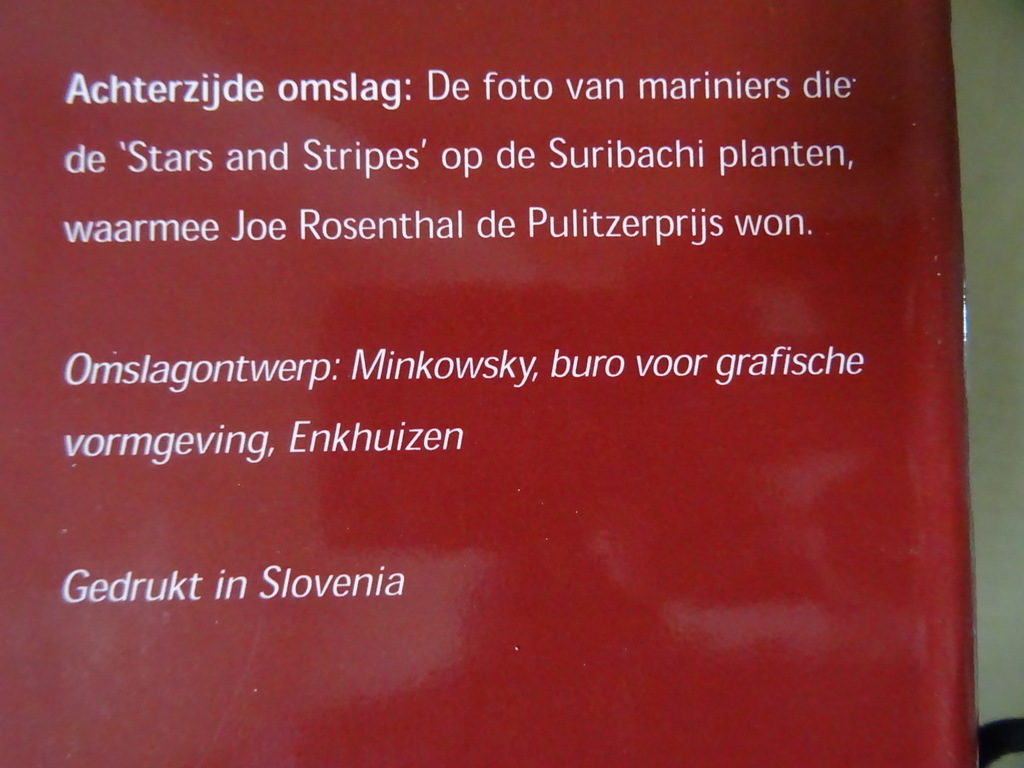 Achterzijde omslag: De foto van mariniers die
de ‘Stars and Stripes’ op de Suribachi planten,
waarmee Joe Rosenthal de Pulitzerprijs won.
Omslagontwerp: Minkowsky, buro voor grafische
vormgeving, Enkhuizen
Gedrukt in Slovenia